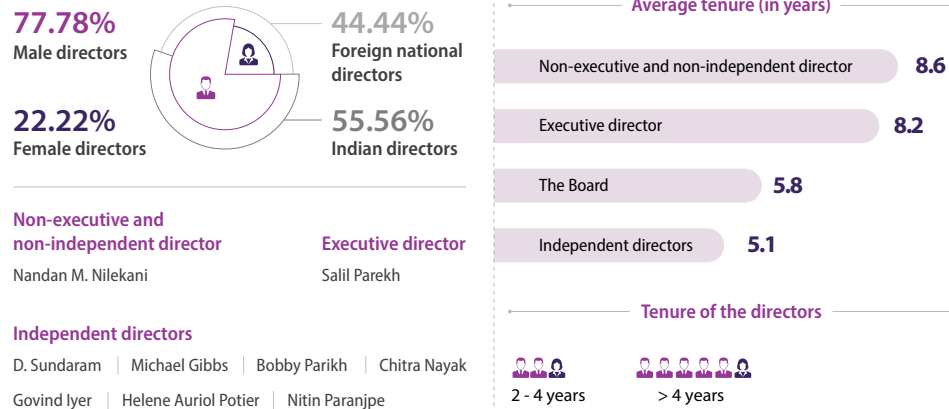 77.78%
Male directors
22.22%
Female directors
44.44%
Foreign national
directors
55.56%
Indian directors
Non-executive and
non-independent director
Nandan M. Nilekani
Executive director
Salil Parekh
Independent directors
D. Sundaram | Michael Gibbs | Bobby Parikh | Chitra Nayak
Govind Iyer | Helene Auriol Potier | Nitin Paranjpe
Average tenure (in years)
Non-executive and non-independent director 8.6
Executive director 8.2
The Board 5.8
Independent directors 5.1
Tenure of the directors
2 - 4 years
> 4 years